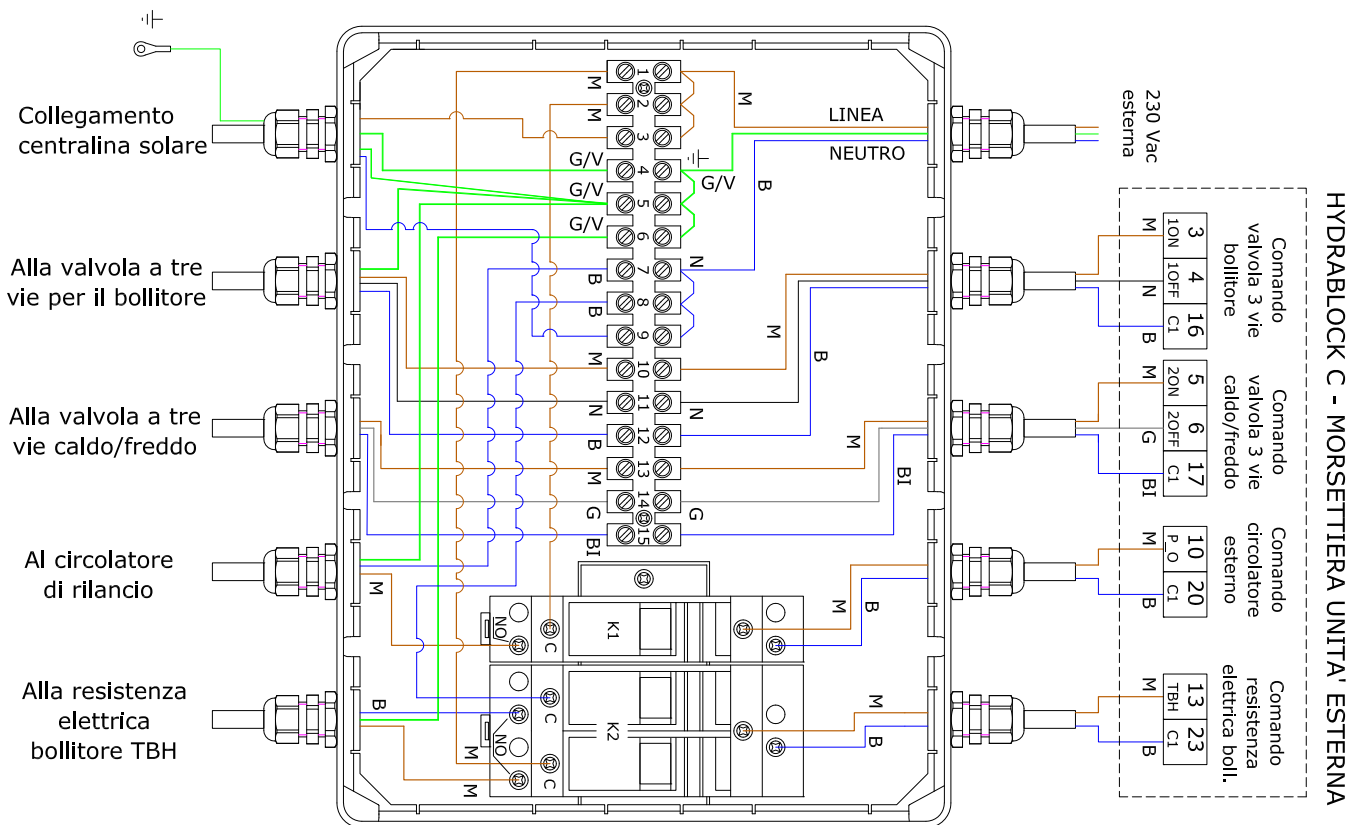 Collegamento
centralina solare
Alla valvola a tre
vie per il bollitore
Alla valvola a tre
vie caldo/freddo
Al circolatore
di rilancio
Alla resistenza
elettrica
bollitore TBH
M
M
G/V
G/V
G/V
B
B
M
N
B
M
G
BI
1
2
3
4
5
6
7
8
9
10
11
12
13
14
15
M
LINEA
NEUTRO
G/V
B
N
M
B
N
M
BI
G
M
B
M
B
M
B
M
M
NO
C
K1
C
NO
C
K2
230 Vac
esterna
HYDRABLOCK C - MORSETTIERA UNITA' ESTERNA
Comando
valvola 3 vie
bollitore
3
4
16
1ON
1OFF
C1
M
N
B
Comando
valvola 3 vie
caldo/freddo
5
6
17
2ON
2OFF
C1
M
G
BI
Comando
circolatore
esterno
10
20
P_O
C1
M
B
Comando
resistenza
elettrica boll.
13
23
TBH
C1
M
B